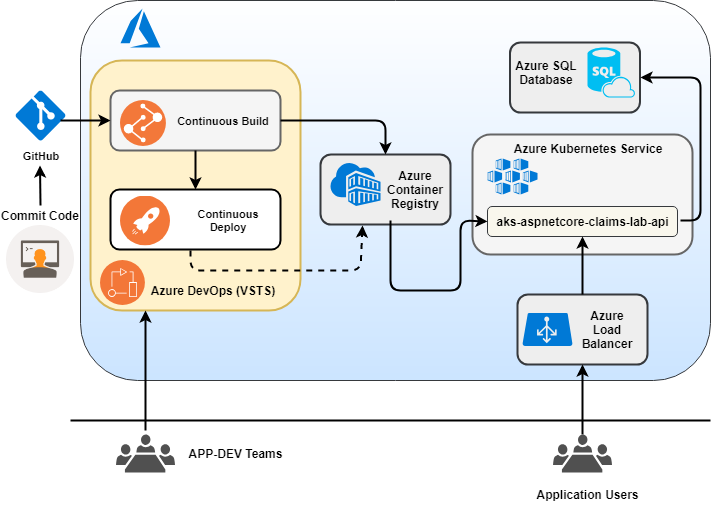 Azure SQL
Database
SQL
Continuous Build
GitHub
Azure Kubernetes Service
Azure
Container
Registry
Commit Code
Continuous
Deploy
aks-aspnetcore-claims-lab-api
Azure DevOps (VSTS)
Azure
Load
Balancer
APP-DEV Teams
Application Users